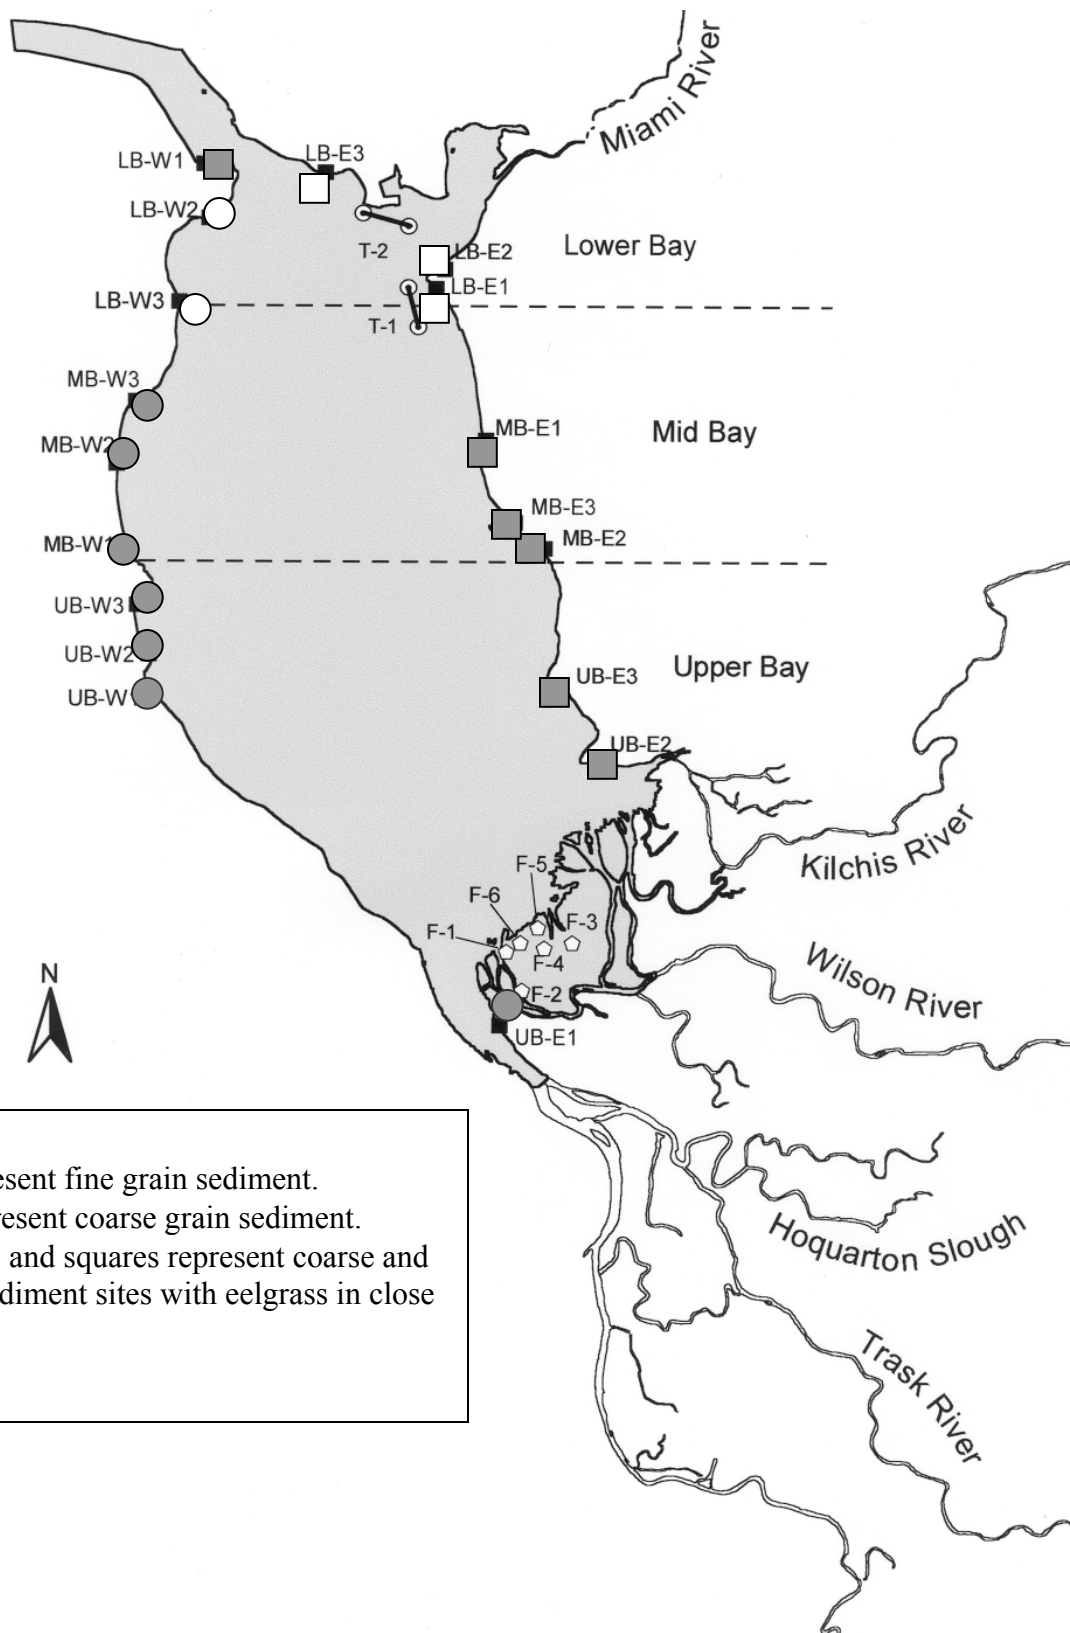 Miami River
LB-W1
LB-E3
LB-W2
T-2
LB-E2
Lower Bay
LB-E1
LB-W3
T-1
MB-W3
MB-E1
Mid Bay
MB-W2
MB-E3
MB-E2
MB-W1
UB-W3
UB-W2
Upper Bay
UB-E3
UB-W
UB-E2
Kilchis River
F-5
F-6
F-3
F-1
F-4
Wilson River
N
F-2
UB-E1
esent fine grain sediment.
resent coarse grain sediment.
and squares represent coarse and
diment sites with eelgrass in close
Hoquarton Slough
Trask River